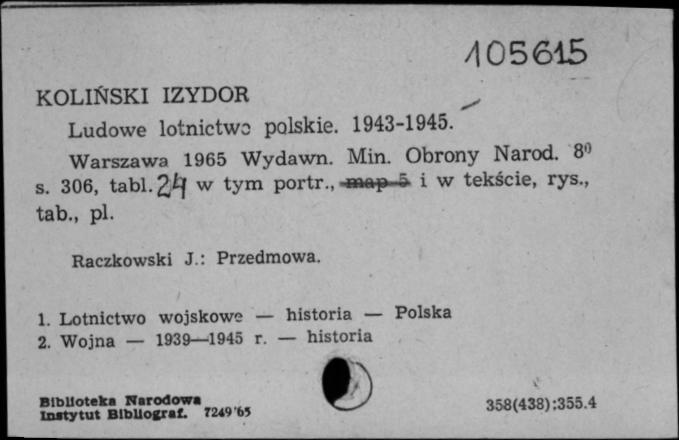 105615
KOLIŃSKI IZYDOR
Ludowe lotnictwo polskie. 1943-1945.
Warszawa 1965 Wydawn. Min. Obrony Narod. 8⁰
s. 306, tabl. 24 w tym portr., map 5 i w tekście, rys.,
tab., pl.
Raczkowski J.: Przedmowa.
1. Lotnictwo wojskowe — historia — Polska
2. Wojna — 1939—1945 r. — historia
Biblioteka Narodowa
Instytut Bibliograf. 7249'65
358(438):355.4